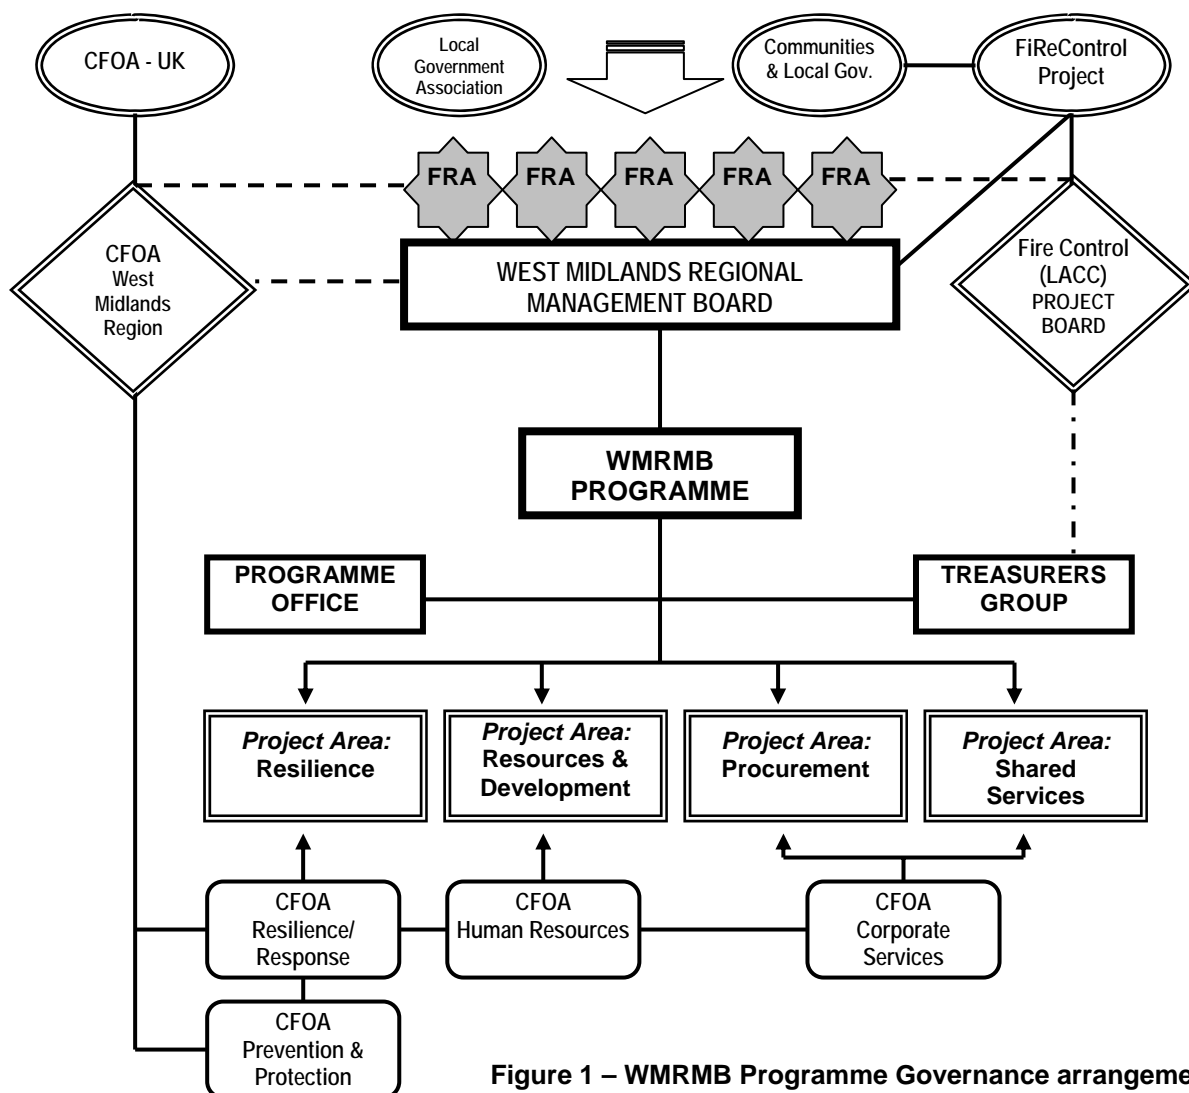 CFOA - UK
Local
Government
Association
Communities
& Local Gov.
FiReControl
Project
FRA
FRA
FRA
FRA
FRA
CFOA
West
Midlands
Region
WEST MIDLANDS REGIONAL
MANAGEMENT BOARD
Fire Control
(LACC)
PROJECT
BOARD
WMRMB
PROGRAMME
PROGRAMME
OFFICE
TREASURERS
GROUP
Project Area:
Resilience
Project Area:
Resources &
Development
Project Area:
Procurement
Project Area:
Shared
Services
CFOA
Resilience/
Response
CFOA
Human Resources
CFOA
Corporate
Services
CFOA
Prevention &
Protection
Figure 1 – WMRMB Programme Governance arrangeme